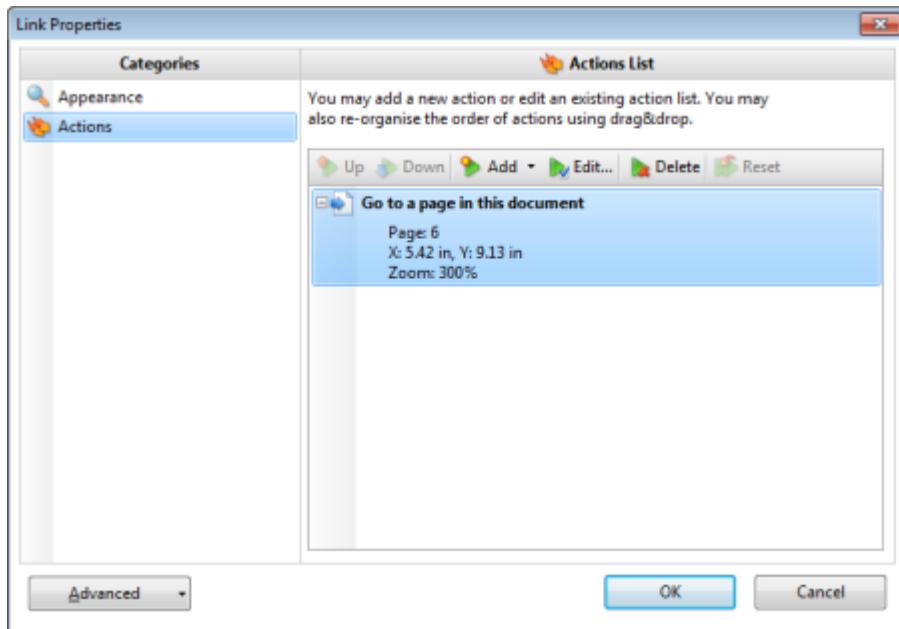 Link Properties
Categories
Appearance
Actions
Actions List
You may add a new action or edit an existing action list. You may
also re-organise the order of actions using drag&drop.
Up Down Add Edit... Delete Reset
Go to a page in this document
Page: 6
X: 5.42 in, Y: 9.13 in
Zoom: 300%
Advanced OK Cancel